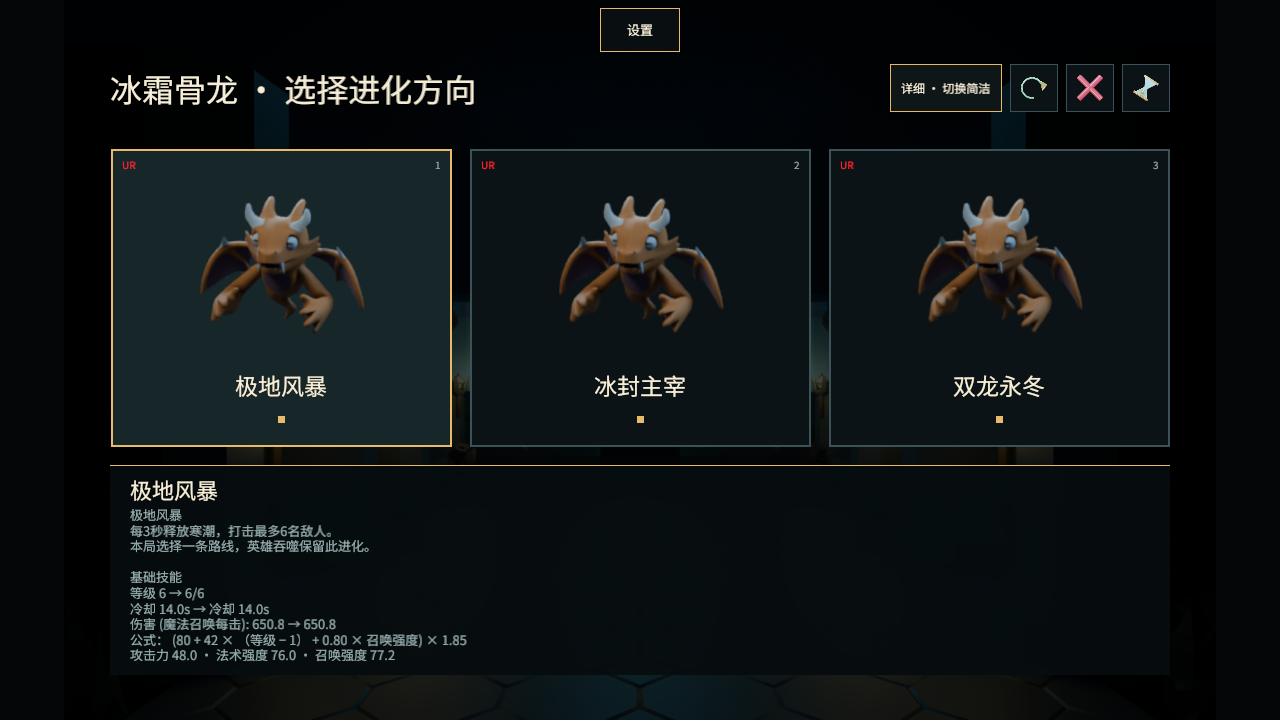 设置
冰霜骨龙 · 选择进化方向
详细 · 切换简洁
UR 1
极地风暴
UR 2
冰封主宰
UR 3
双龙永冬
极地风暴
极地风暴
每3秒释放寒潮，打击最多6名敌人。
本局选择一条路线，英雄吞噬保留此进化。
基础技能
等级 6 → 6/6
冷却 14.0s → 冷却 14.0s
伤害 (魔法召唤每击): 650.8 → 650.8
公式： (80 + 42 × （等级 − 1） + 0.80 × 召唤强度) × 1.85
攻击力 48.0 · 法术强度 76.0 · 召唤强度 77.2